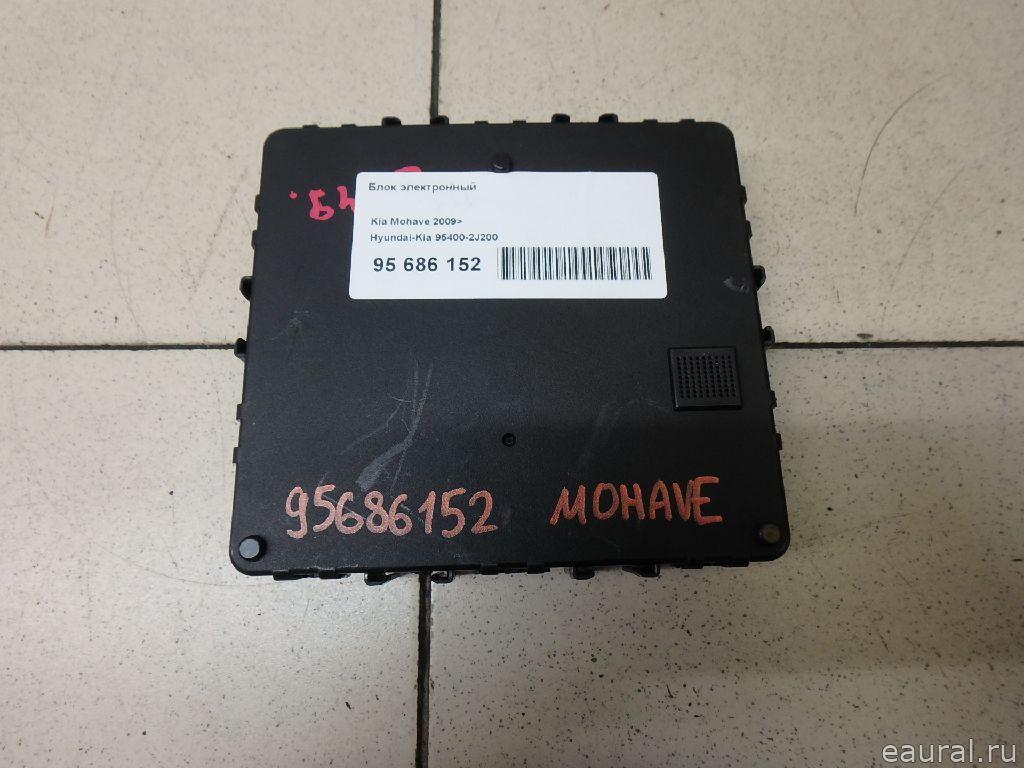 Блок электронный
Kia Mohave 2009>
Hyundai-Kia 95400-2J200
95 686 152
95686152 MOHAVE
eaural.ru